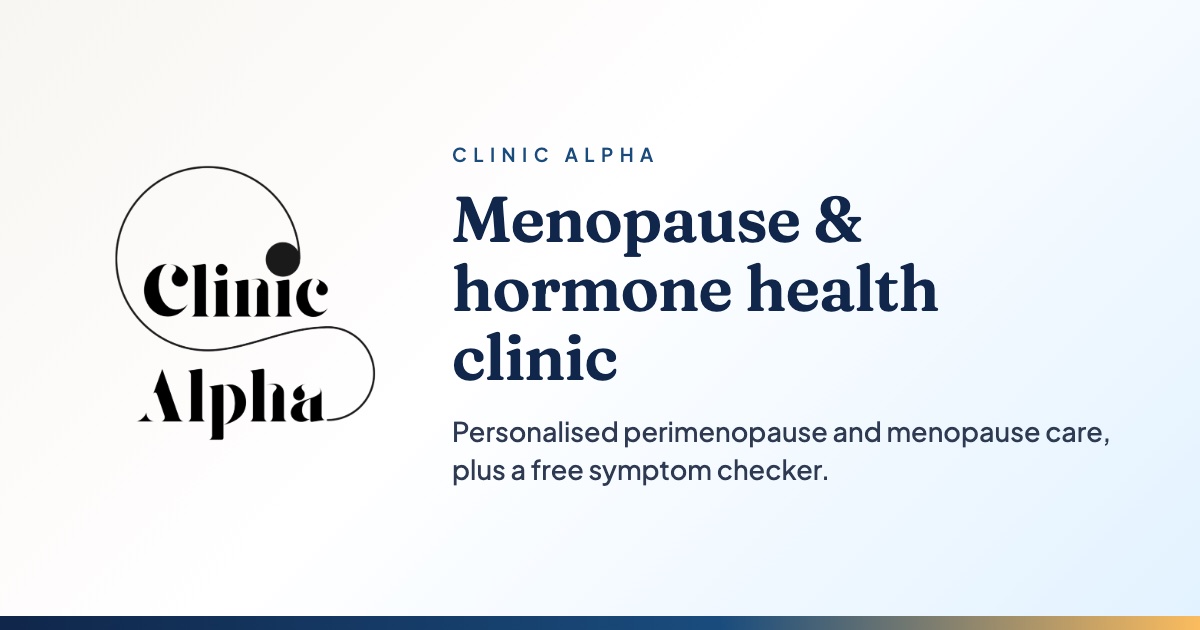 Clinic
Alpha
CLINIC ALPHA
Menopause &
hormone health
clinic
Personalised perimenopause and menopause care,
plus a free symptom checker.